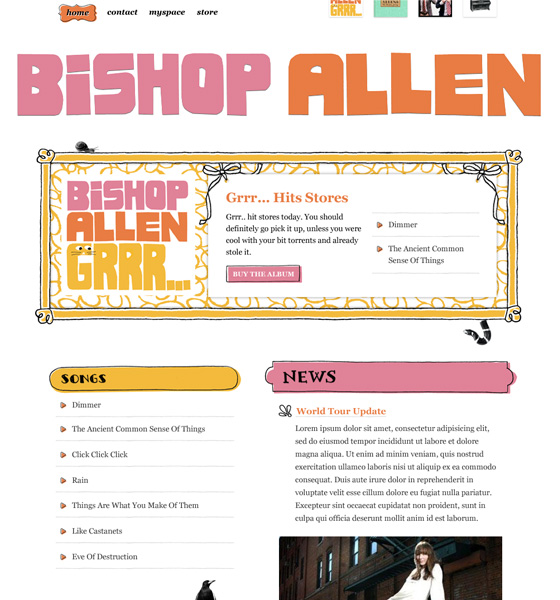 home contact myspace store
ALLEN
GRRR...
BiSHOP ALLEN
BiSHOP
ALLEN
GRRR...
Grrr... Hits Stores
Grrr.. hit stores today. You should
definitely go pick it up, unless you were
cool with your bit torrents and already
stole it.
BUY THE ALBUM
Dimmer
The Ancient Common
Sense Of Things
SONGS
Dimmer
The Ancient Common Sense Of Things
Click Click Click
Rain
Things Are What You Make Of Them
Like Castanets
Eve Of Destruction
NEWS
World Tour Update
Lorem ipsum dolor sit amet, consectetur adipisicing elit,
sed do eiusmod tempor incididunt ut labore et dolore
magna aliqua. Ut enim ad minim veniam, quis nostrud
exercitation ullamco laboris nisi ut aliquip ex ea commodo
consequat. Duis aute irure dolor in reprehenderit in
voluptate velit esse cillum dolore eu fugiat nulla pariatur.
Excepteur sint occaecat cupidatat non proident, sunt in
culpa qui officia deserunt mollit anim id est laborum.